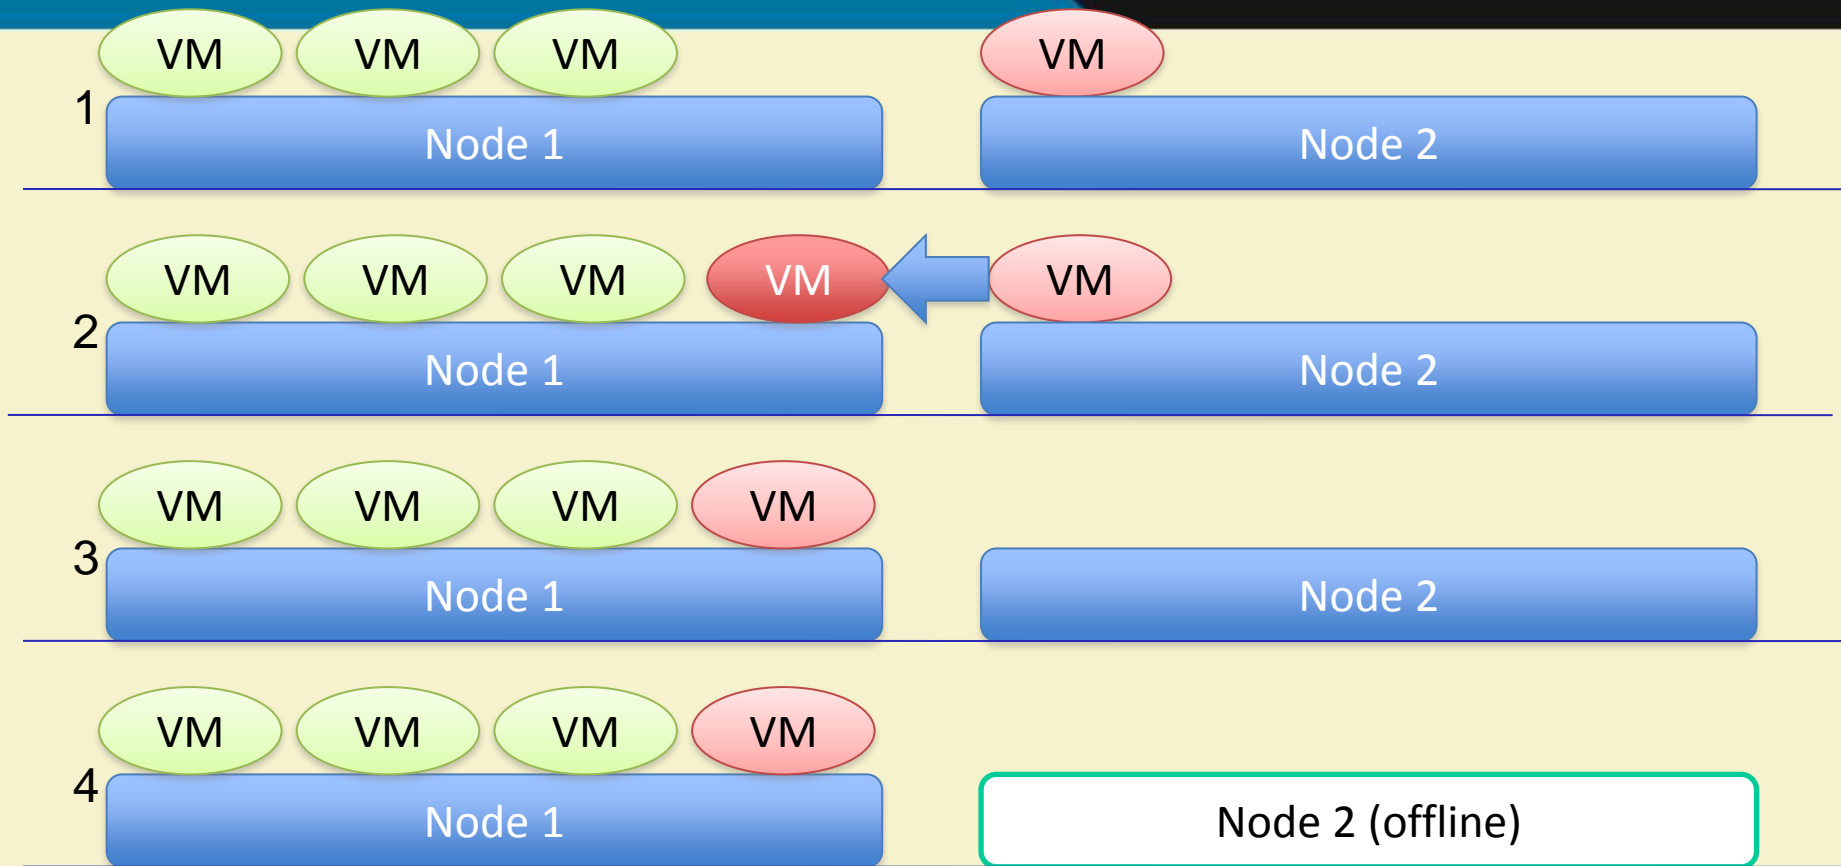 VM VM VM VM
1
Node 1 Node 2
VM VM VM VM VM
2
Node 1 Node 2
VM VM VM VM
3
Node 1 Node 2
VM VM VM VM
4
Node 1 Node 2 (offline)